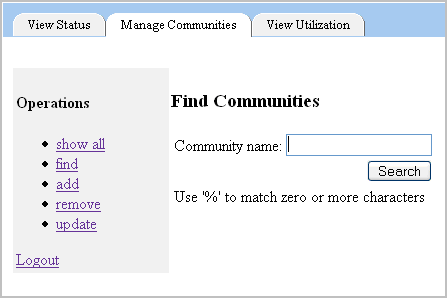 View Status
Manage Communities
View Utilization
Operations
show all
find
add
remove
update
Logout
Find Communities
Community name:
Search
Use '%' to match zero or more characters